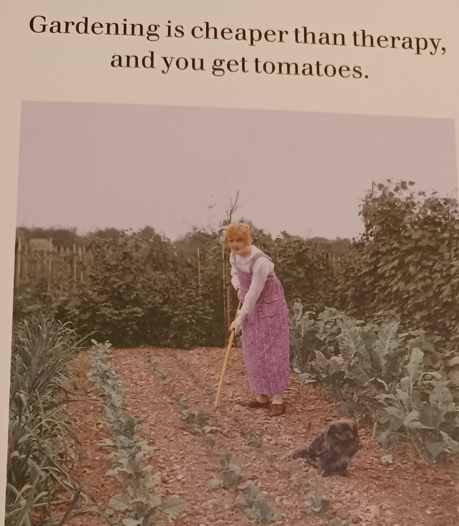 Gardening is cheaper than therapy,
and you get tomatoes.